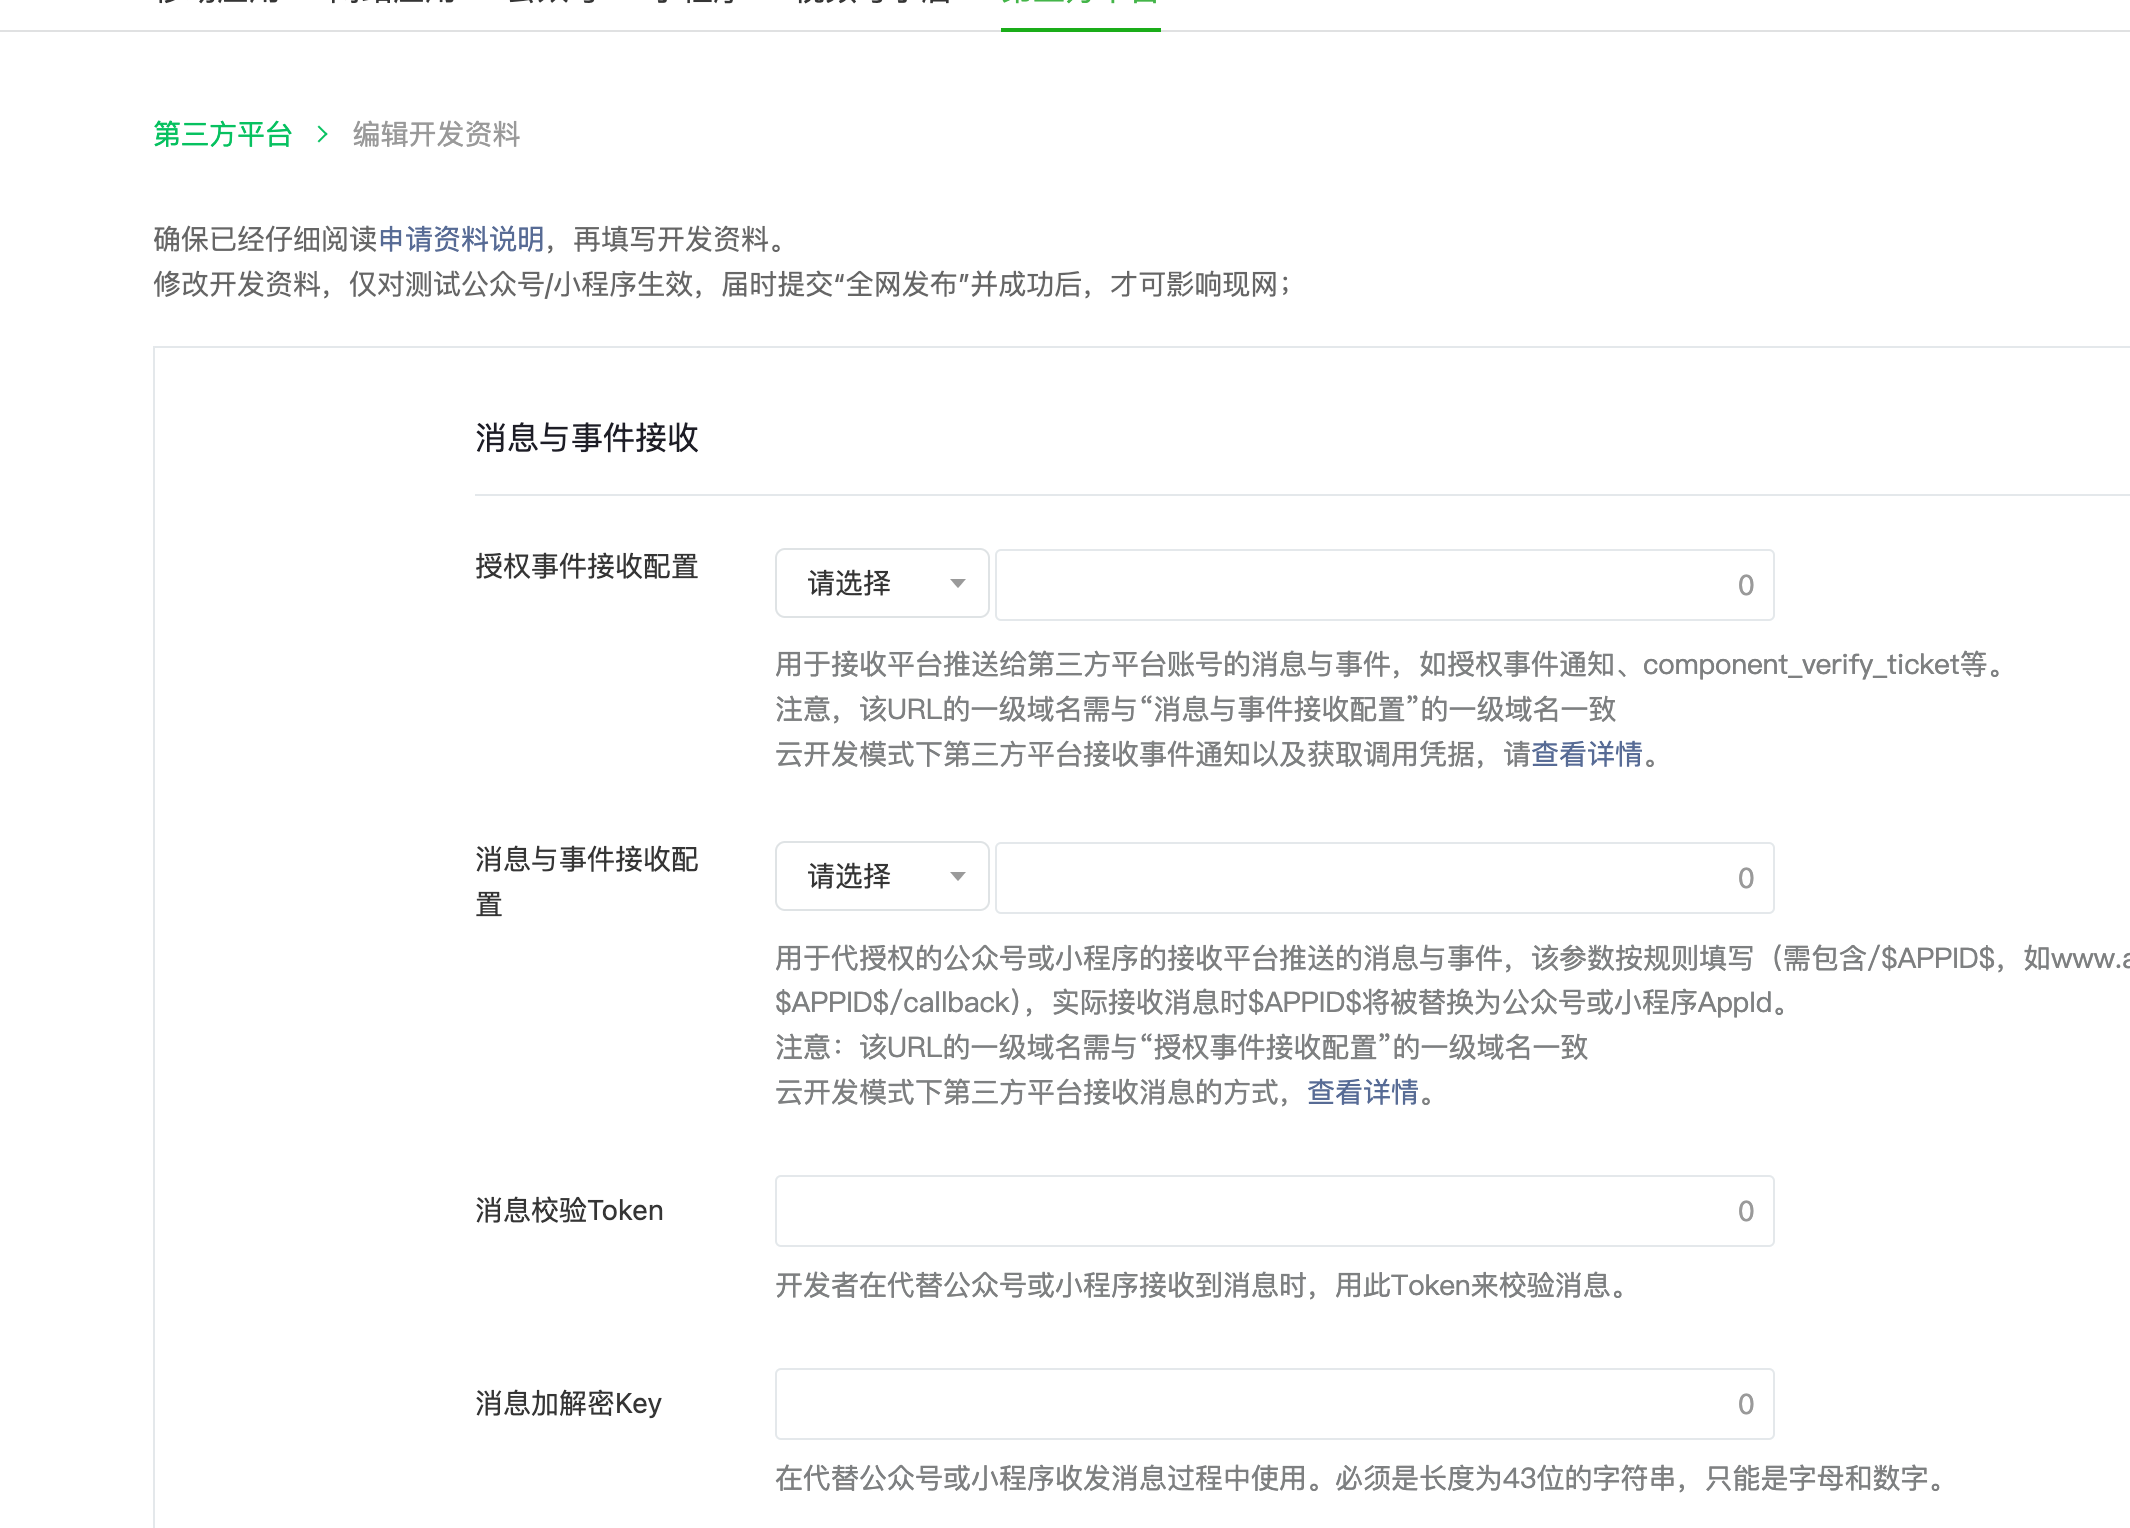 第三方平台 > 编辑开发资料
确保已经仔细阅读申请资料说明，再填写开发资料。
修改开发资料，仅对测试公众号/小程序生效，届时提交“全网发布”并成功后，才可影响现网；
消息与事件接收
授权事件接收配置
请选择
0
用于接收平台推送给第三方平台账号的消息与事件，如授权事件通知、component_verify_ticket等。
注意，该URL的一级域名需与“消息与事件接收配置”的一级域名一致
云开发模式下第三方平台接收事件通知以及获取调用凭据，请查看详情。
消息与事件接收配
置
请选择
0
用于代授权的公众号或小程序的接收平台推送的消息与事件，该参数按规则填写（需包含/$APPID$，如www.a
$APPID$/callback），实际接收消息时$APPID$将被替换为公众号或小程序AppId。
注意：该URL的一级域名需与“授权事件接收配置”的一级域名一致
云开发模式下第三方平台接收消息的方式，查看详情。
消息校验Token
0
开发者在代替公众号或小程序接收到消息时，用此Token来校验消息。
消息加解密Key
0
在代替公众号或小程序收发消息过程中使用。必须是长度为43位的字符串，只能是字母和数字。